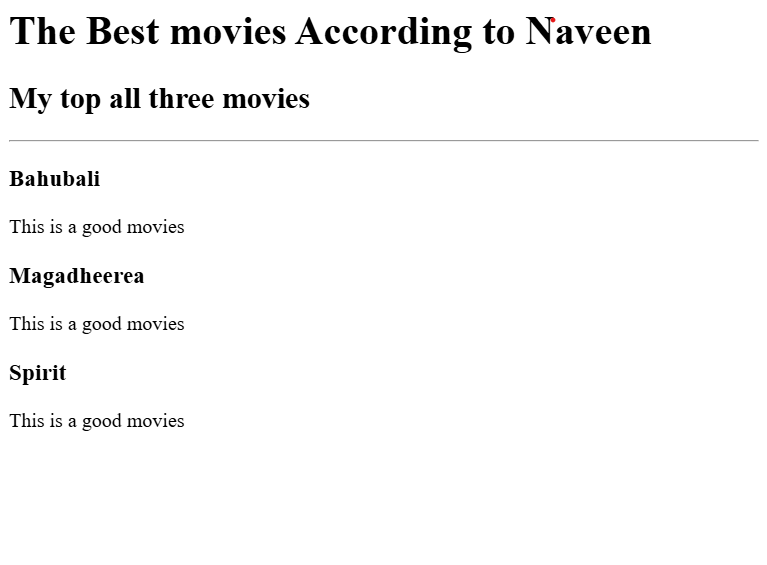 The Best movies According to Naveen
My top all three movies
Bahubali
This is a good movies
Magadheerea
This is a good movies
Spirit
This is a good movies